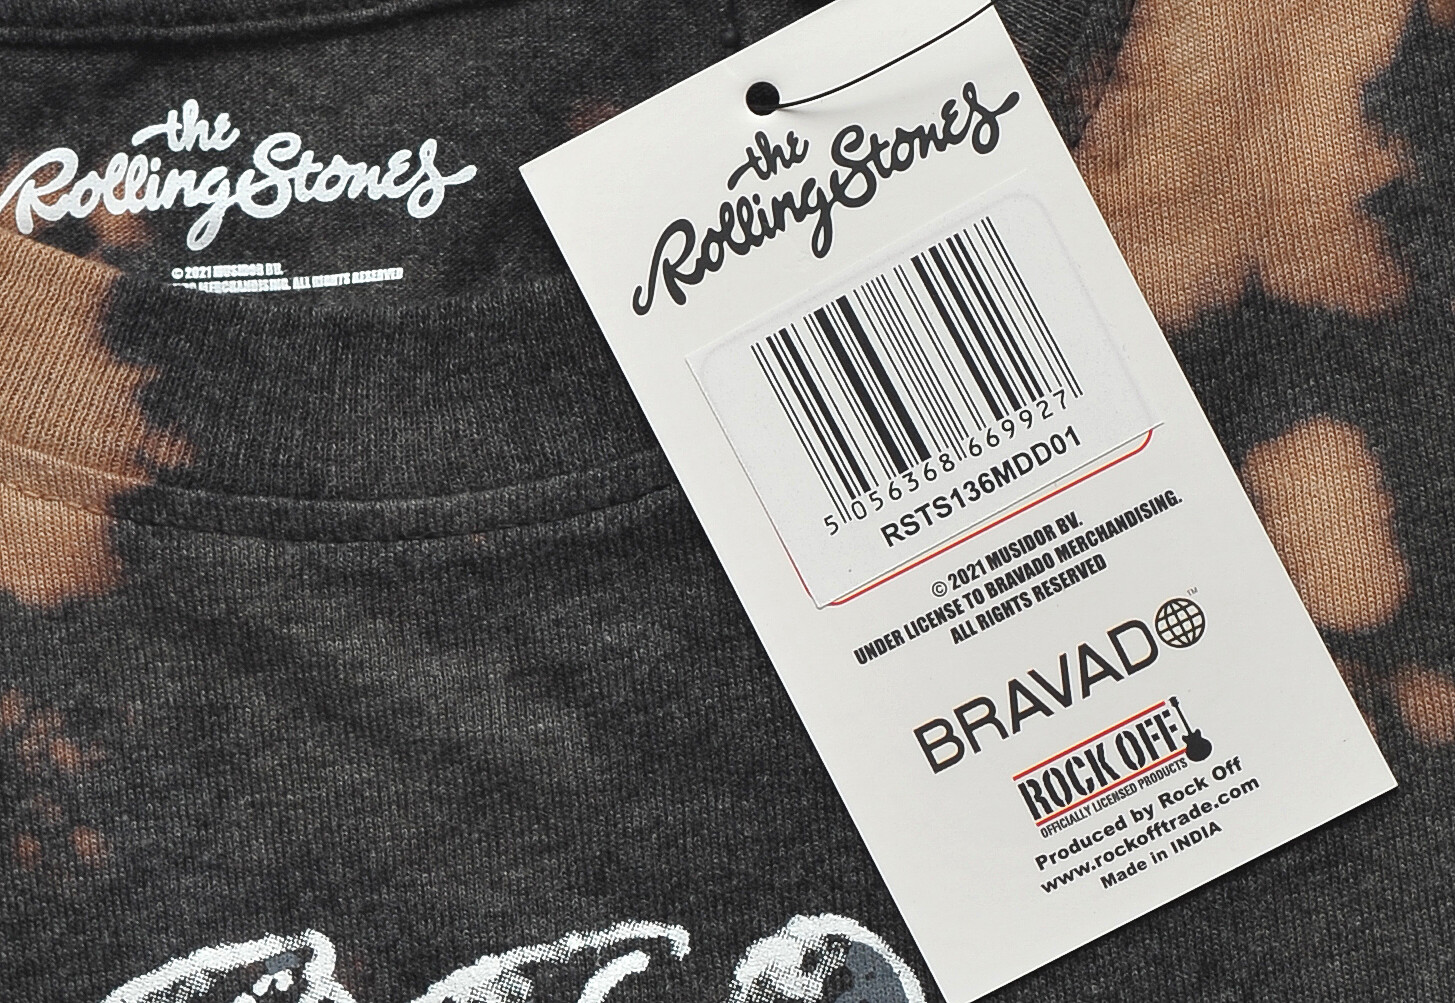 the
Rolling Stones
© 2021 MUSIDOR BV.
MERCHANDISING. ALL RIGHTS RESERVED
the
Rolling Stones
5 056368 669927
RSTS136MDD01
© 2021 MUSIDOR BV.
UNDER LICENSE TO BRAVADO MERCHANDISING.
ALL RIGHTS RESERVED
BRAVADO™
ROCK OFF
OFFICIALLY LICENSED PRODUCTS
Produced by Rock Off
www.rockofftrade.com
Made in INDIA